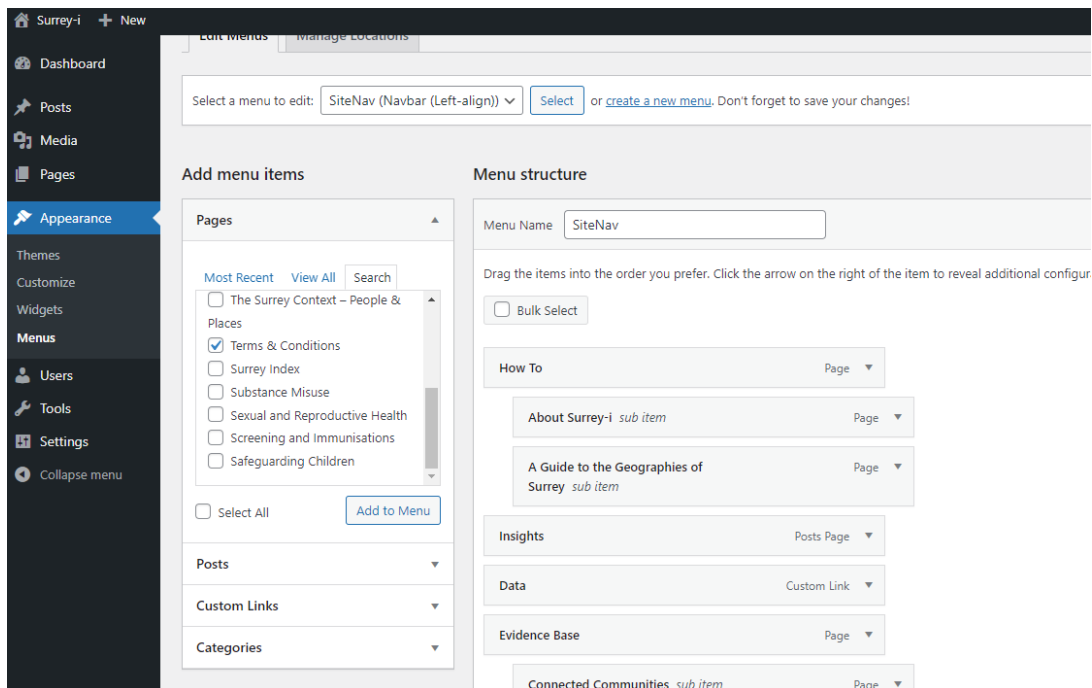 Surrey-i + New
Edit Menus Manage Locations
Dashboard
Posts
Media
Pages
Appearance
Themes
Customize
Widgets
Menus
Users
Tools
Settings
Collapse menu
Select a menu to edit: SiteNav (Navbar (Left-align)) Select or create a new menu. Don't forget to save your changes!
Add menu items
Pages
Most Recent View All Search
The Surrey Context – People &
Places
Terms & Conditions
Surrey Index
Substance Misuse
Sexual and Reproductive Health
Screening and Immunisations
Safeguarding Children
Select All Add to Menu
Posts
Custom Links
Categories
Menu structure
Menu Name SiteNav
Drag the items into the order you prefer. Click the arrow on the right of the item to reveal additional configur
Bulk Select
How To Page
About Surrey-i sub item Page
A Guide to the Geographies of Page
Surrey sub item
Insights Posts Page
Data Custom Link
Evidence Base Page
Connected Communities sub item Page